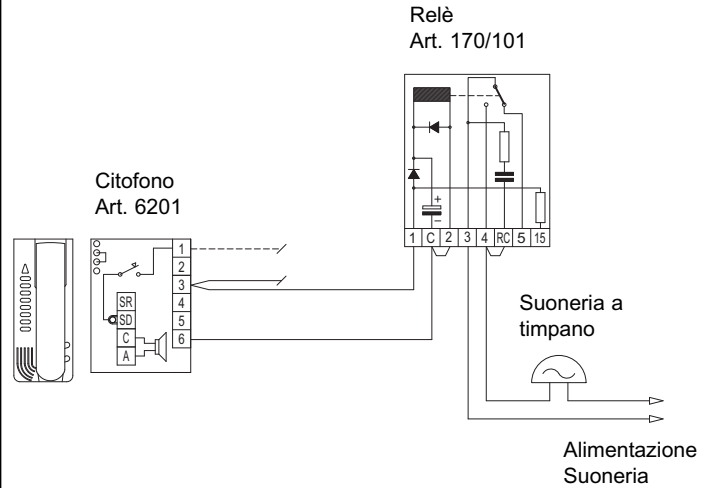 Relè
Art. 170/101
+
–
1 C 2 3 4 RC 5 15
Citofono
Art. 6201
1
2
3
4
5
6
SR
SD
C
A
Suoneria a
timpano
Alimentazione
Suoneria